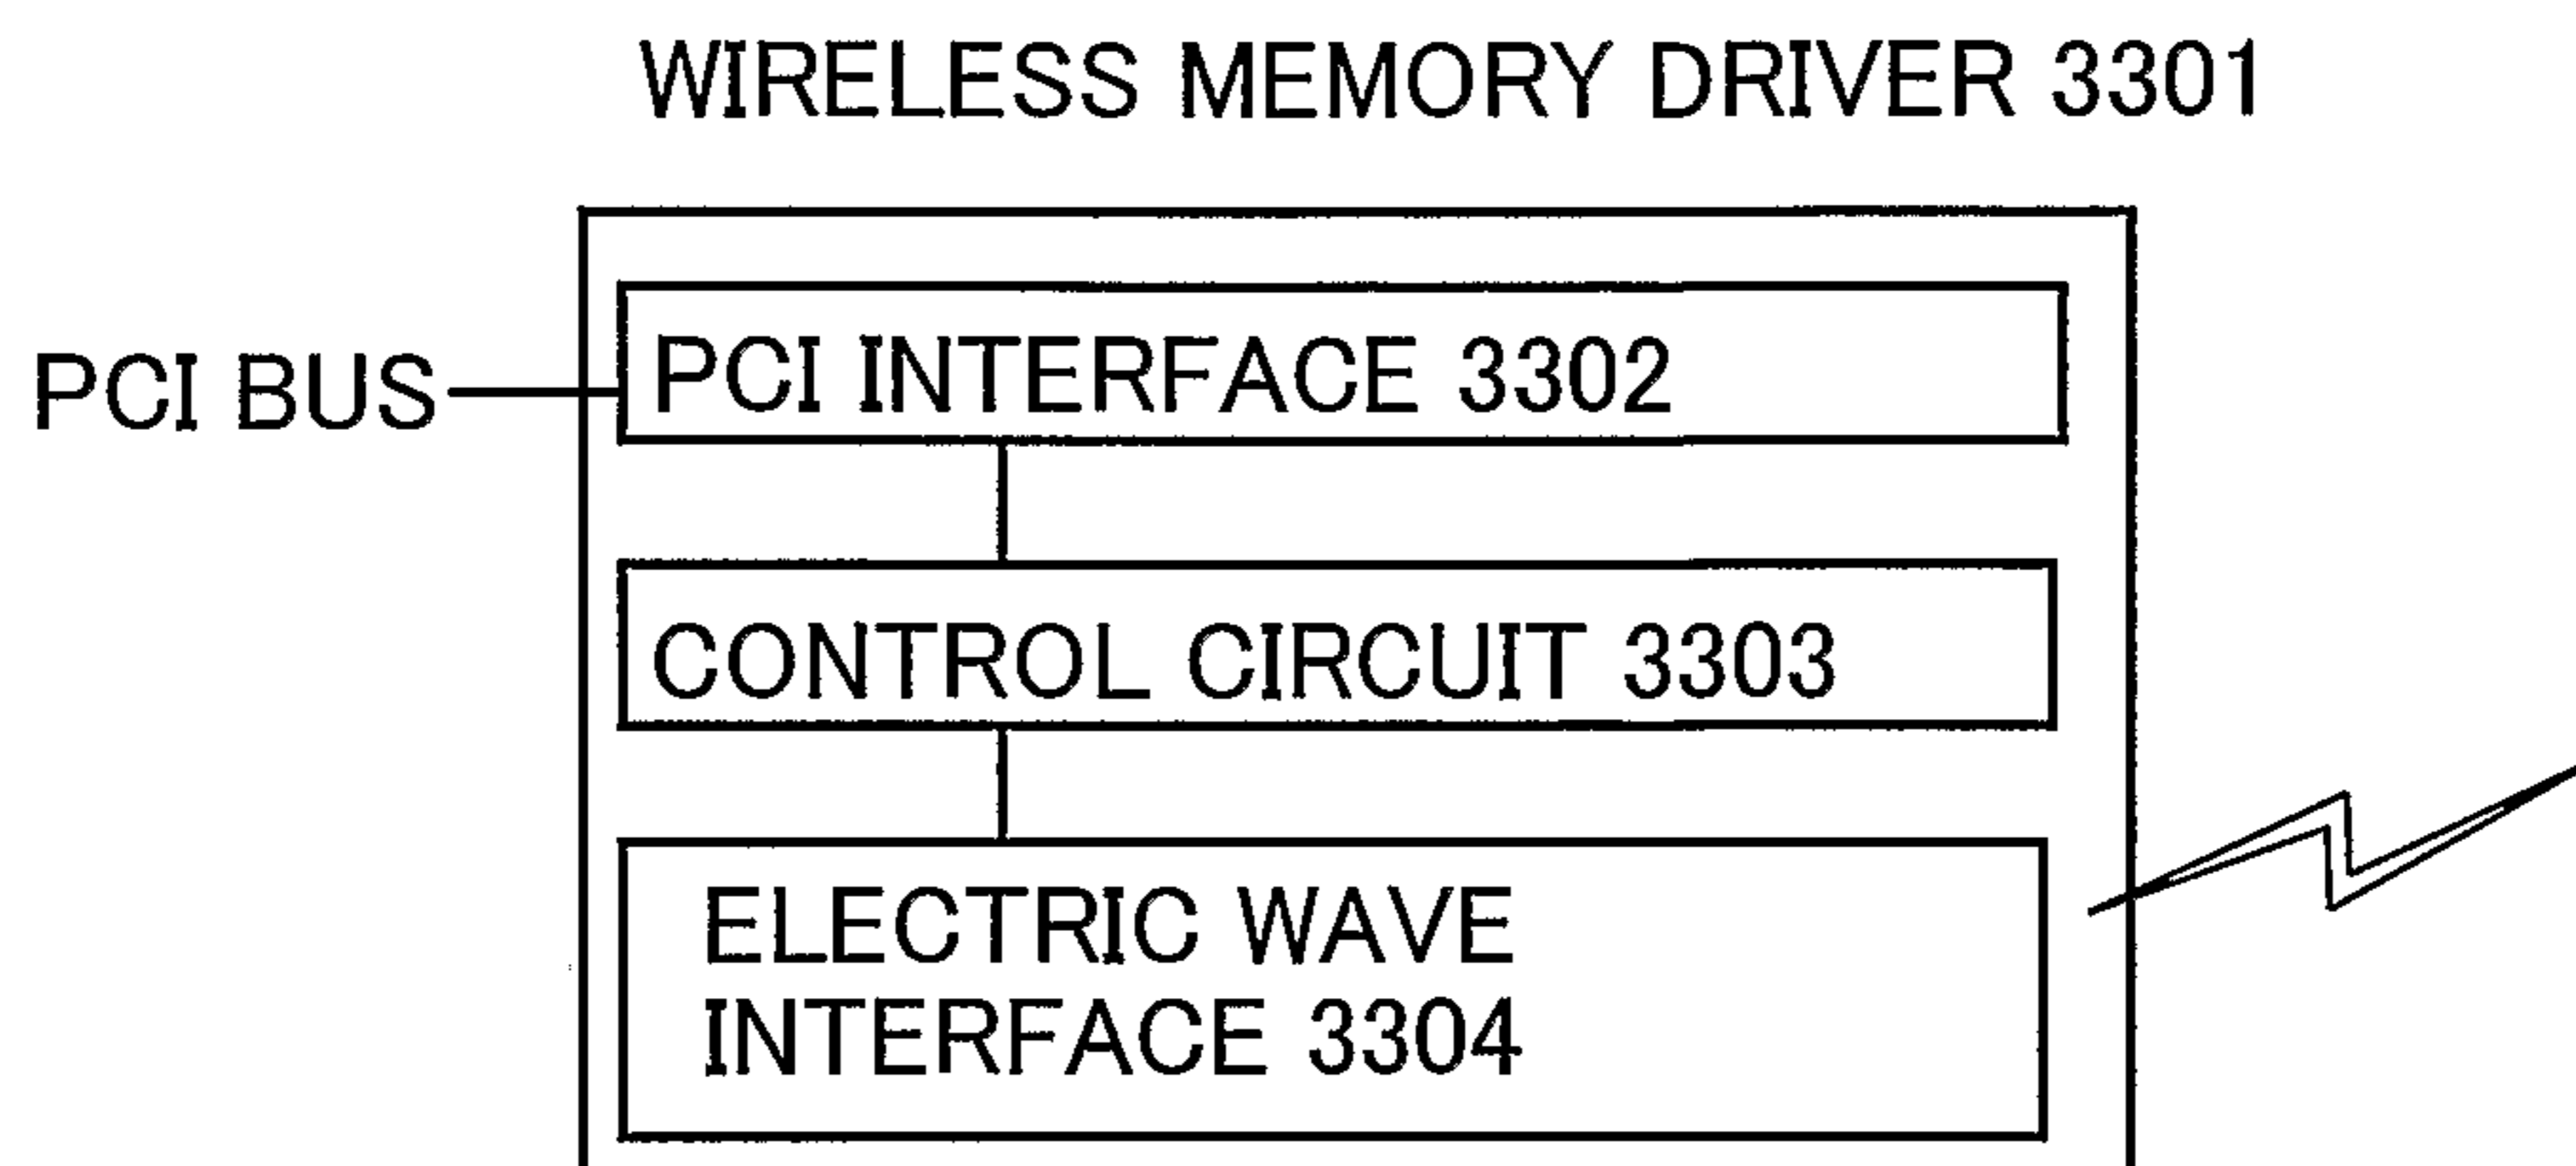 WIRELESS MEMORY DRIVER 3301
PCI BUS
PCI INTERFACE 3302
CONTROL CIRCUIT 3303
ELECTRIC WAVE
INTERFACE 3304